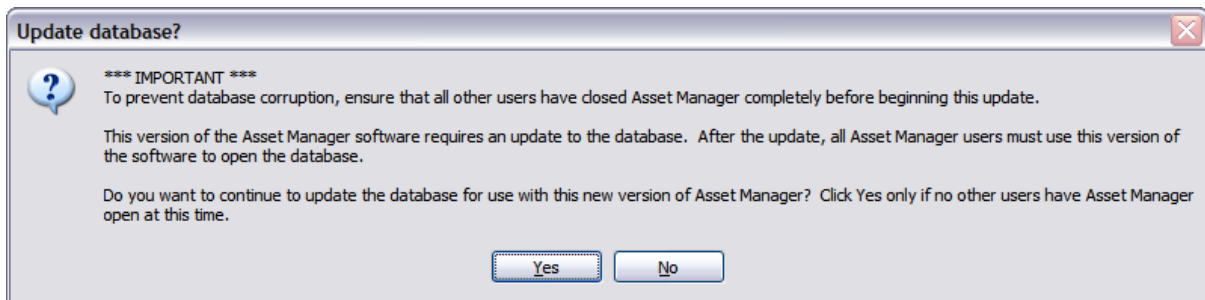 Update database?
*** IMPORTANT ***
To prevent database corruption, ensure that all other users have closed Asset Manager completely before beginning this update.
This version of the Asset Manager software requires an update to the database.  After the update, all Asset Manager users must use this version of
the software to open the database.
Do you want to continue to update the database for use with this new version of Asset Manager?  Click Yes only if no other users have Asset Manager
open at this time.
Yes
No